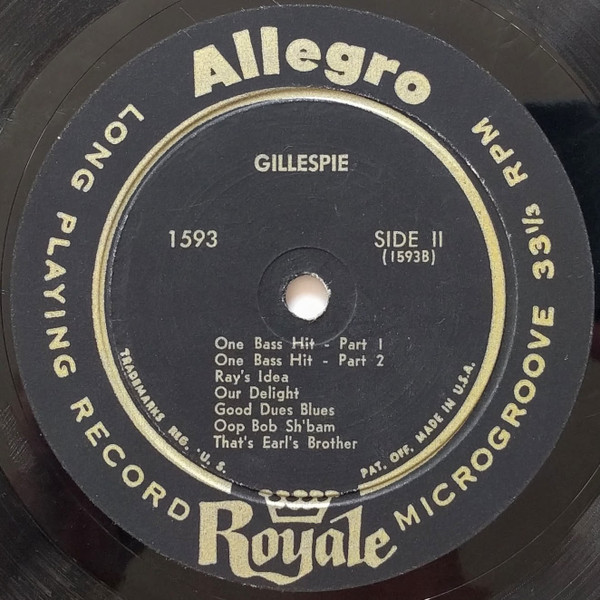 Allegro
LONG PLAYING RECORD
MICROGROOVE 33⅓ RPM
GILLESPIE
1593
SIDE II
(1593B)
One Bass Hit - Part 1
One Bass Hit - Part 2
Ray's Idea
Our Delight
Good Dues Blues
Oop Bob Sh'bam
That's Earl's Brother
TRADEMARKS REG. U. S.
PAT. OFF. MADE IN U.S.A.
Royale